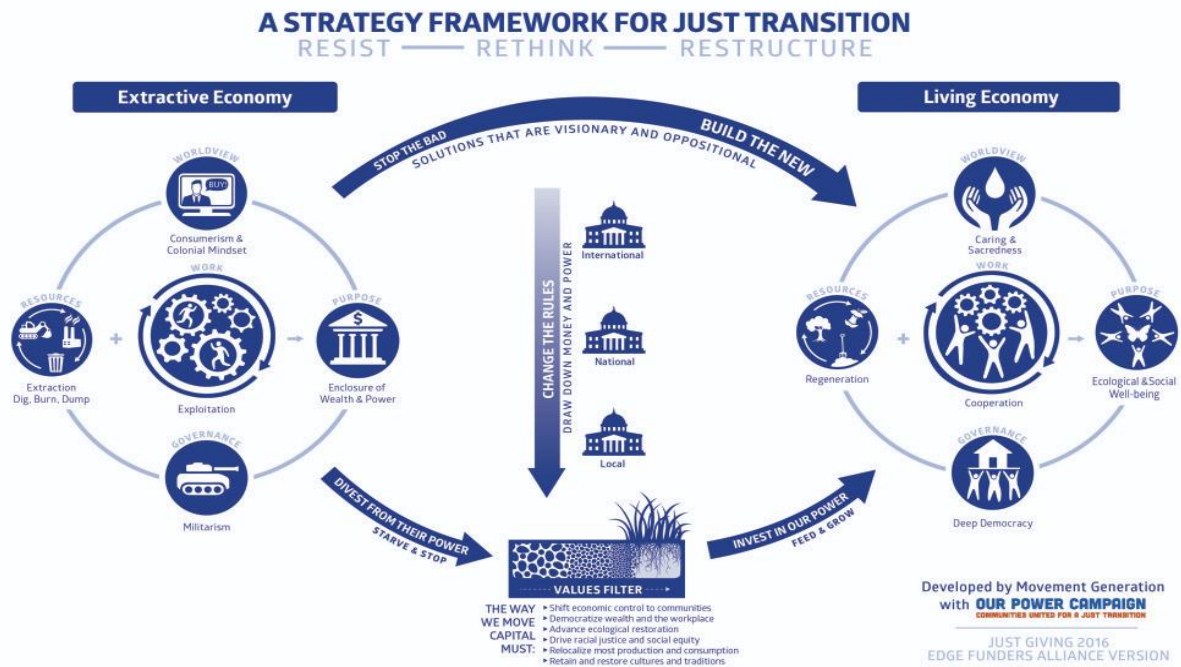 A STRATEGY FRAMEWORK FOR JUST TRANSITION
RESIST RETHINK RESTRUCTURE
Extractive Economy
WORLDVIEW
BUY!
Consumerism &
Colonial Mindset
RESOURCES
Extraction
Dig, Burn, Dump
+
WORK
Exploitation
PURPOSE
$
Enclosure of
Wealth & Power
GOVERNANCE
Militarism
STOP THE BAD
BUILD THE NEW
SOLUTIONS THAT ARE VISIONARY AND OPPOSITIONAL
CHANGE THE RULES
DRAW DOWN MONEY AND POWER
International
National
Local
Living Economy
WORLDVIEW
Caring &
Sacredness
RESOURCES
Regeneration
+
WORK
Cooperation
PURPOSE
Ecological & Social
Well-being
GOVERNANCE
Deep Democracy
DIVEST FROM THEIR POWER
STARVE & STOP
INVEST IN OUR POWER
FEED & GROW
VALUES FILTER
THE WAY
WE MOVE
CAPITAL
MUST:
Shift economic control to communities
Democratize wealth and the workplace
Advance ecological restoration
Drive racial justice and social equity
Relocalize most production and consumption
Retain and restore cultures and traditions
Developed by Movement Generation
with OUR POWER CAMPAIGN
COMMUNITIES UNITED FOR A JUST TRANSITION
JUST GIVING 2016
EDGE FUNDERS ALLIANCE VERSION